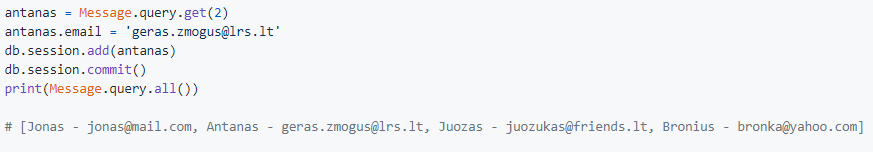 antanas = Message.query.get(2)
antanas.email = 'geras.zmogus@lrs.lt'
db.session.add(antanas)
db.session.commit()
print(Message.query.all())
# [Jonas - jonas@mail.com, Antanas - geras.zmogus@lrs.lt, Juozas - juozukas@friends.lt, Bronius - bronka@yahoo.com]